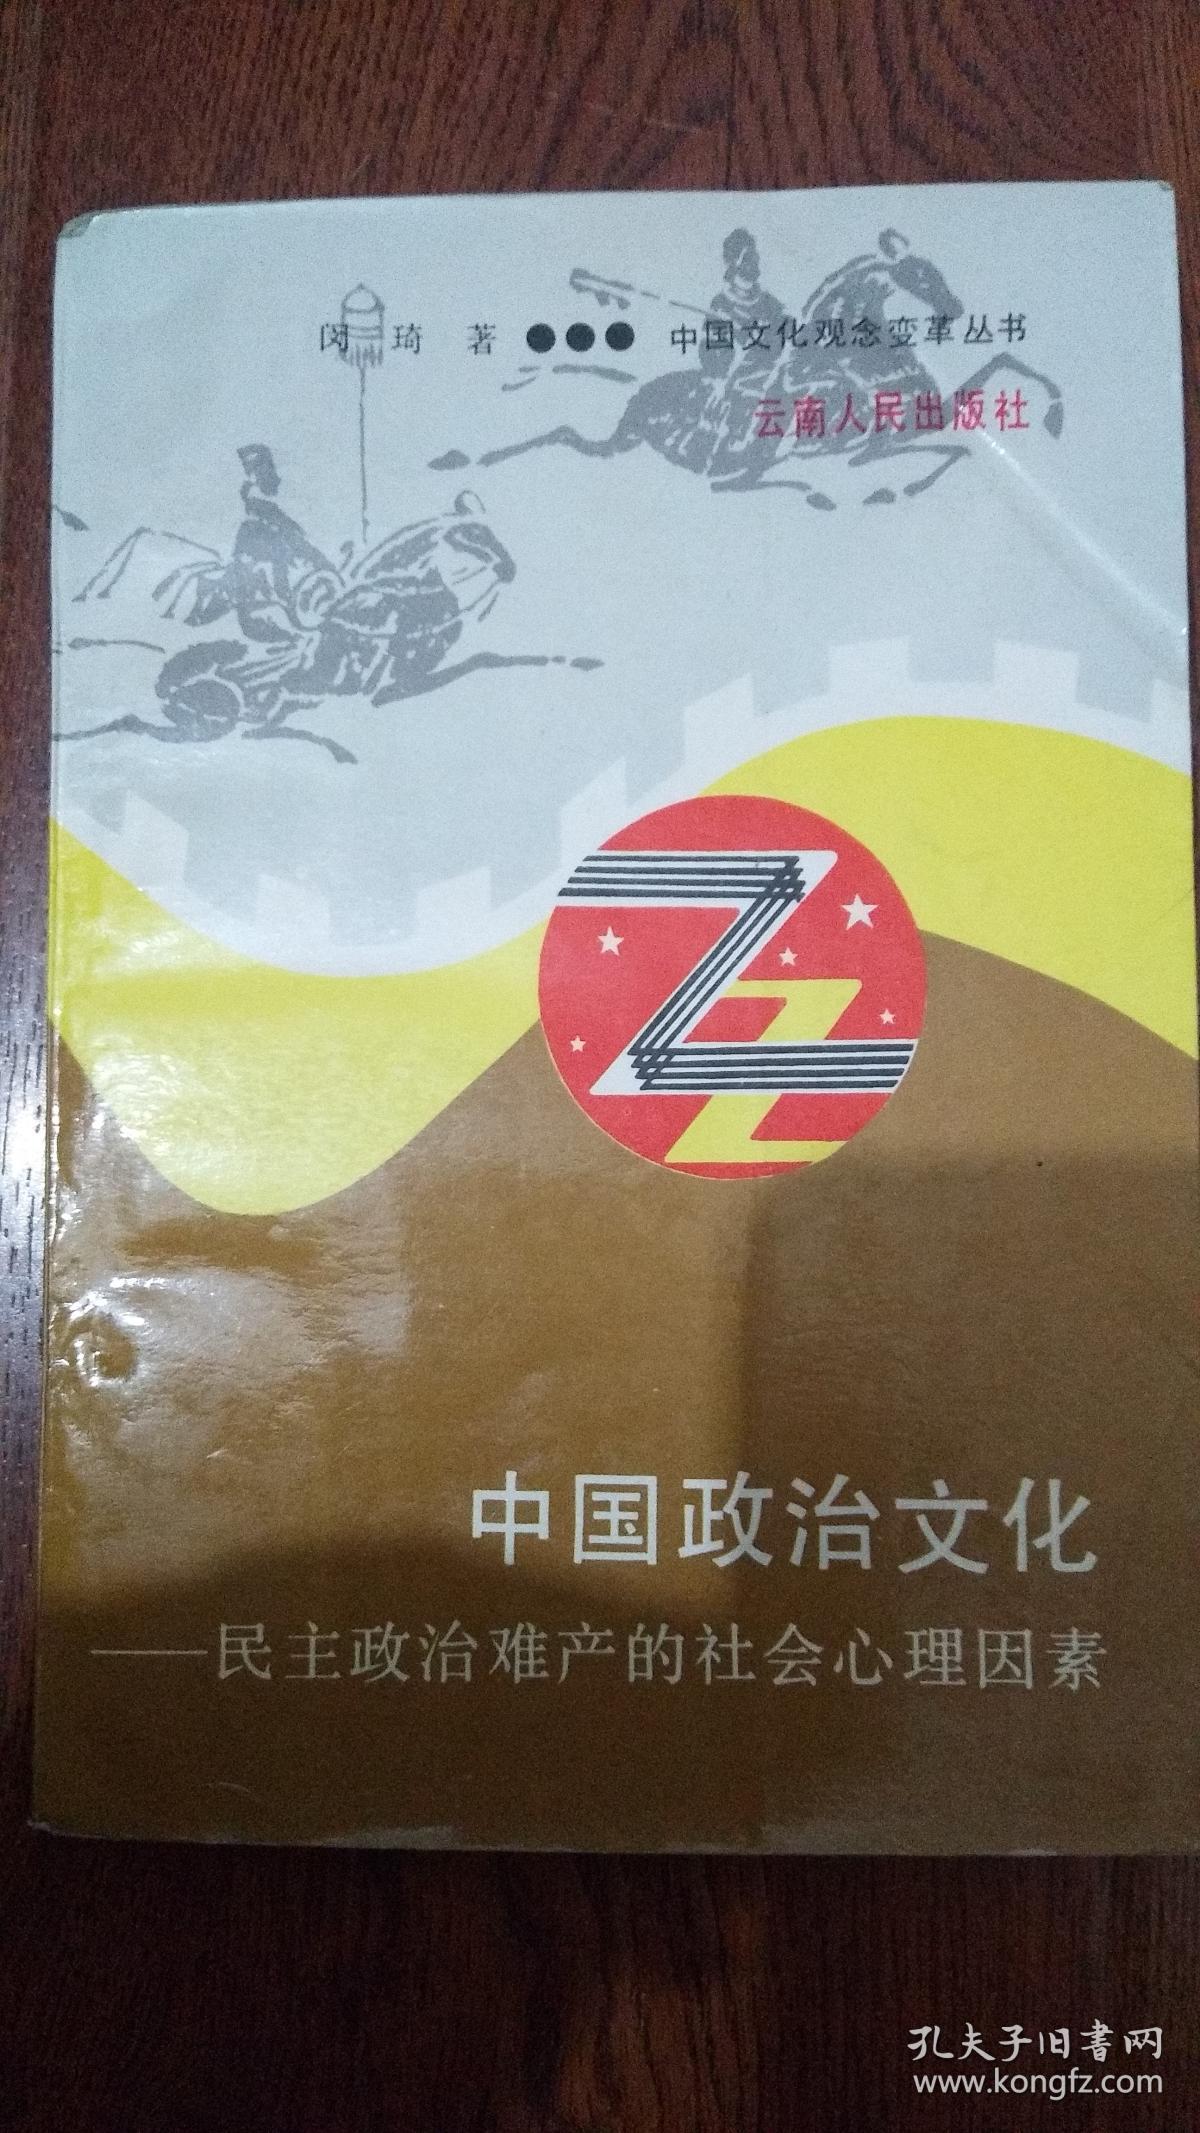 闵琦 著 ●●● 中国文化观念变革丛书
云南人民出版社
中国政治文化
——民主政治难产的社会心理因素
孔夫子旧書网
www.kongfz.com